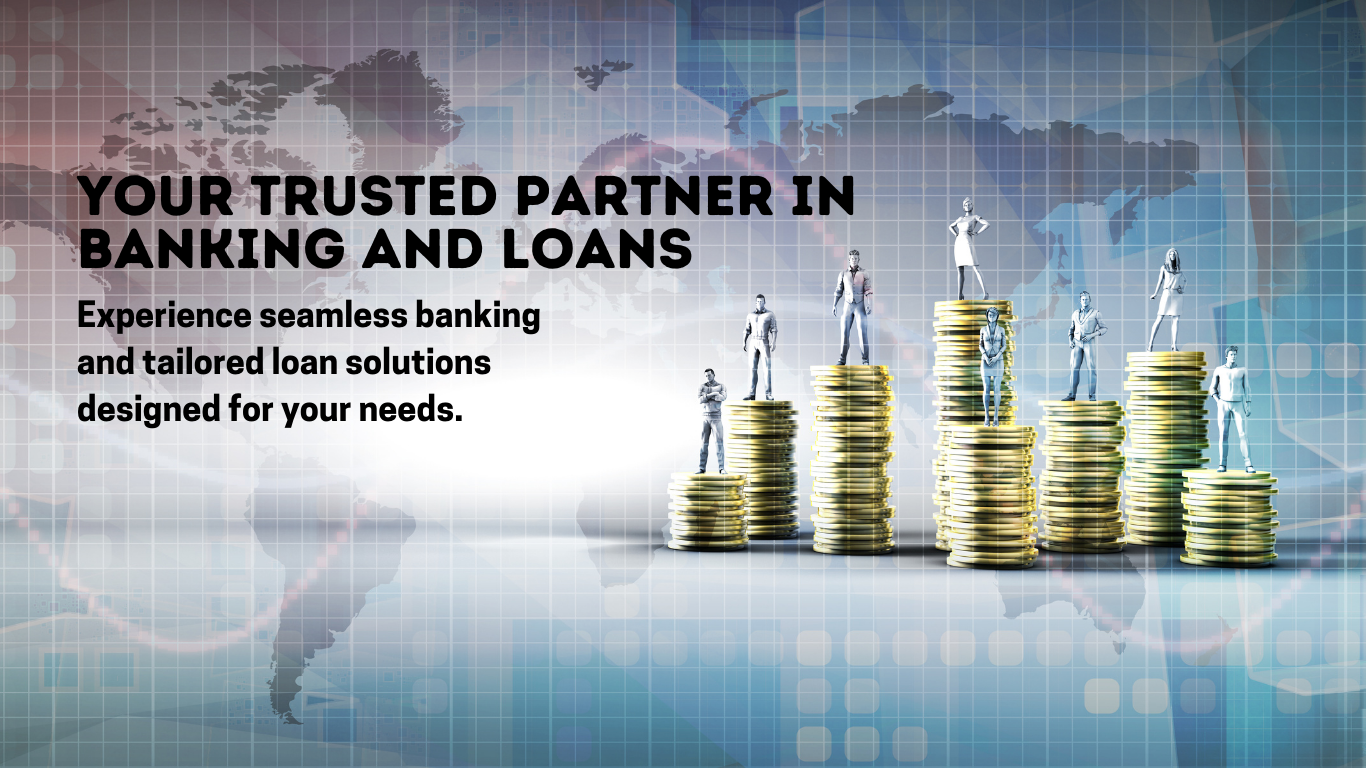 YOUR TRUSTED PARTNER IN
BANKING AND LOANS
Experience seamless banking
and tailored loan solutions
designed for your needs.